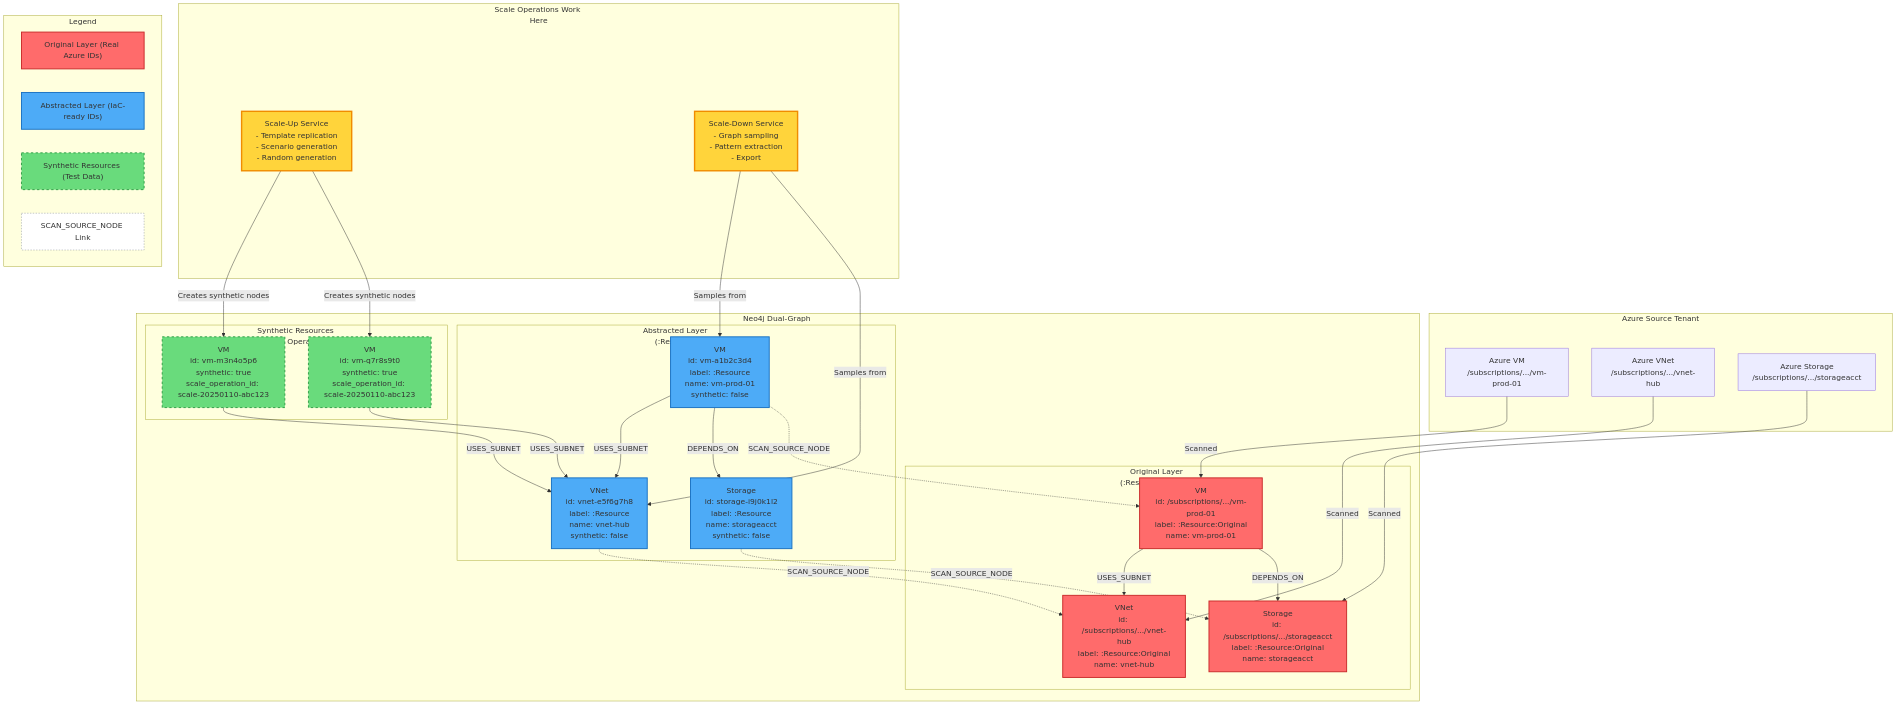 Legend
Original Layer (Real
Azure IDs)
Abstracted Layer (IaC-
ready IDs)
Synthetic Resources
(Test Data)
SCAN_SOURCE_NODE
Link
Scale Operations Work
Here
Scale-Up Service
- Template replication
- Scenario generation
- Random generation
Scale-Down Service
- Graph sampling
- Pattern extraction
- Export
Creates synthetic nodes
Creates synthetic nodes
Samples from
Samples from
Neo4j Dual-Graph
Synthetic Resources
VM
id: vm-m3n4o5p6
synthetic: true
scale_operation_id:
scale-20250110-abc123
VM
id: vm-q7r8s9t0
synthetic: true
scale_operation_id:
scale-20250110-abc123
Abstracted Layer
VM
id: vm-a1b2c3d4
label: :Resource
name: vm-prod-01
synthetic: false
USES_SUBNET
USES_SUBNET
USES_SUBNET
DEPENDS_ON
SCAN_SOURCE_NODE
VNet
id: vnet-e5f6g7h8
label: :Resource
name: vnet-hub
synthetic: false
Storage
id: storage-i9j0k1l2
label: :Resource
name: storageacct
synthetic: false
SCAN_SOURCE_NODE
SCAN_SOURCE_NODE
Azure Source Tenant
Azure VM
/subscriptions/.../vm-
prod-01
Azure VNet
/subscriptions/.../vnet-
hub
Azure Storage
/subscriptions/.../storageacct
Scanned
Scanned
Scanned
Original Layer
VM
id: /subscriptions/.../vm-
prod-01
label: :Resource:Original
name: vm-prod-01
USES_SUBNET
DEPENDS_ON
VNet
id:
/subscriptions/.../vnet-
hub
label: :Resource:Original
name: vnet-hub
Storage
id:
/subscriptions/.../storageacct
label: :Resource:Original
name: storageacct